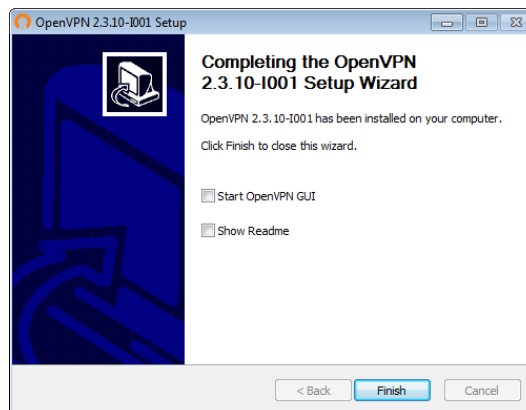 OpenVPN 2.3.10-I001 Setup
Completing the OpenVPN
2.3.10-I001 Setup Wizard
OpenVPN 2.3.10-I001 has been installed on your computer.
Click Finish to close this wizard.
Start OpenVPN GUI
Show Readme
< Back
Finish
Cancel